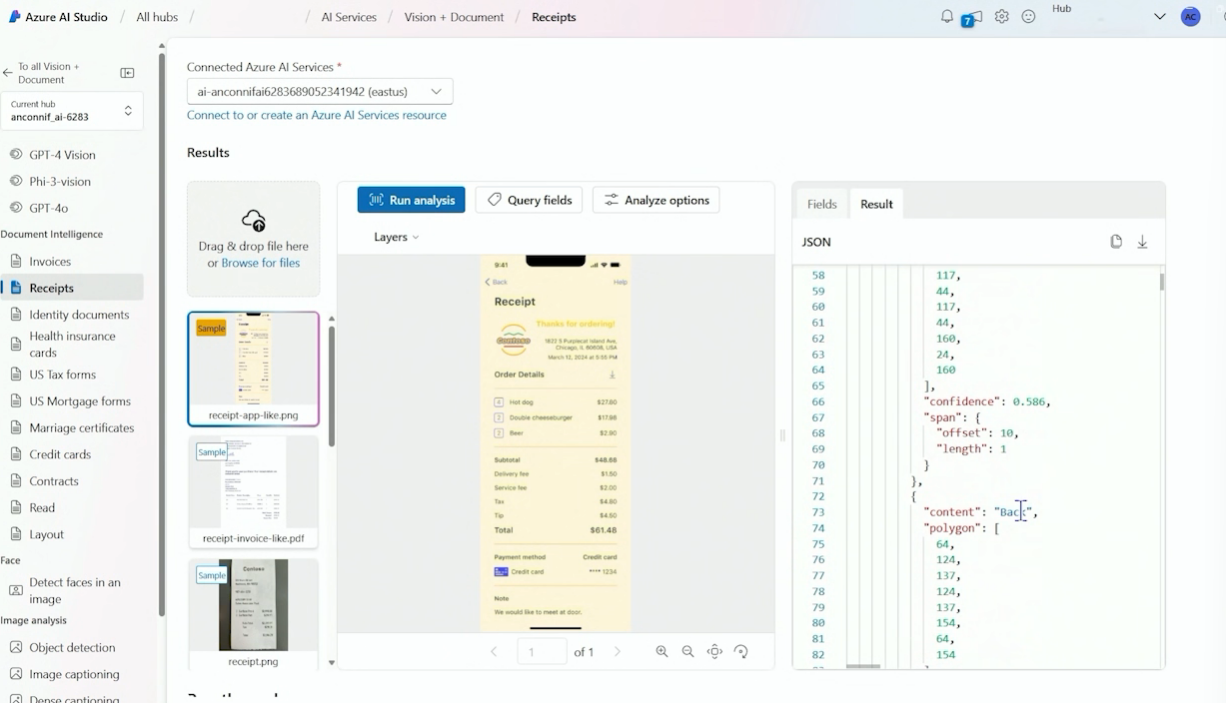 Azure AI Studio / All hubs / / AI Services / Vision + Document / Receipts
7
Hub
AC
To all Vision + Document
Current hub
anconnif_ai-6283
GPT-4 Vision
Phi-3-vision
GPT-4o
Document Intelligence
Invoices
Receipts
Identity documents
Health insurance
cards
US Tax forms
US Mortgage forms
Marriage certificates
Credit cards
Contracts
Read
Layout
Face
Detect faces in an
image
Image analysis
Object detection
Image captioning
Dense captioning
Connected Azure AI Services *
ai-anconnifai6283689052341942 (eastus)
Connect to or create an Azure AI Services resource
Results
Drag & drop file here
or Browse for files
Sample
receipt-app-like.png
Sample
receipt-invoice-like.pdf
Sample
Contoso
receipt.png
Run analysis
Query fields
Analyze options
Layers
9:41
Back Help
Receipt
Thanks for ordering!
Contoso
Chicago, IL 60608, USA
March 12, 2024 at 5:55 PM
Order Details
Hot dog $27.80
Double cheeseburger $17.98
Beer $2.90
Subtotal
Delivery fee $1.50
Service fee $2.00
Tax $4.80
Tip $4.50
Total $61.48
Payment method Credit card
Credit card **** 1234
Note
We would like to meet at door.
1 of 1
Fields Result
JSON
58 117,
59 44,
60 117,
61 44,
62 160,
63 24,
64 160
65 ],
66 "confidence": 0.586,
67 "span": {
68 "offset": 10,
69 "length": 1
70 }
71 },
72 {
73 "content": "Back",
74 "polygon": [
75 64,
76 124,
77 137,
78 124,
79 137,
80 154,
81 64,
82 154